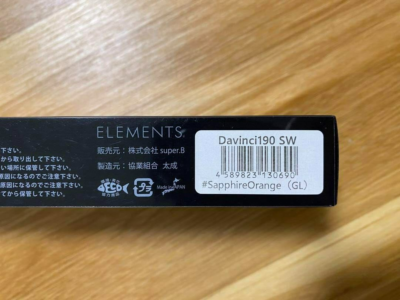 ELEMENTS
販売元：株式会社 super.B
製造元：協業組合 太成
て下さい。
から取り出して下さい。
い場所に保管して下さい。
原因になるのでご注意下さい。
原因になるのでご注意下さい。
てから保管して下さい。
ECO
プラ
Made in JAPAN
Davinci190 SW
4 589823 130690
#SapphireOrange（GL）